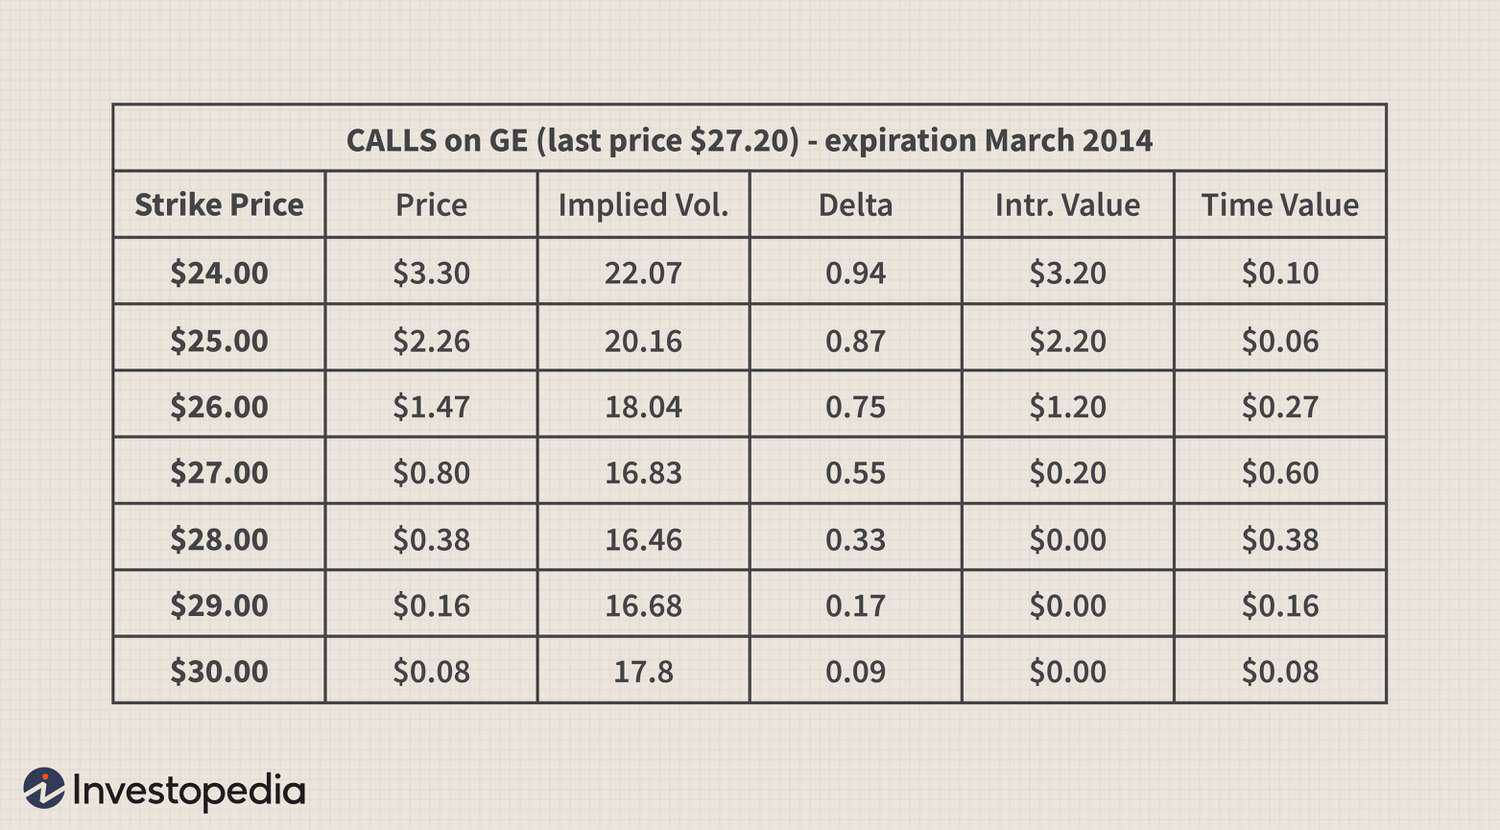 CALLS on GE (last price $27.20) - expiration March 2014
Strike Price Price Implied Vol. Delta Intr. Value Time Value
$24.00 $3.30 22.07 0.94 $3.20 $0.10
$25.00 $2.26 20.16 0.87 $2.20 $0.06
$26.00 $1.47 18.04 0.75 $1.20 $0.27
$27.00 $0.80 16.83 0.55 $0.20 $0.60
$28.00 $0.38 16.46 0.33 $0.00 $0.38
$29.00 $0.16 16.68 0.17 $0.00 $0.16
$30.00 $0.08 17.8 0.09 $0.00 $0.08
Investopedia